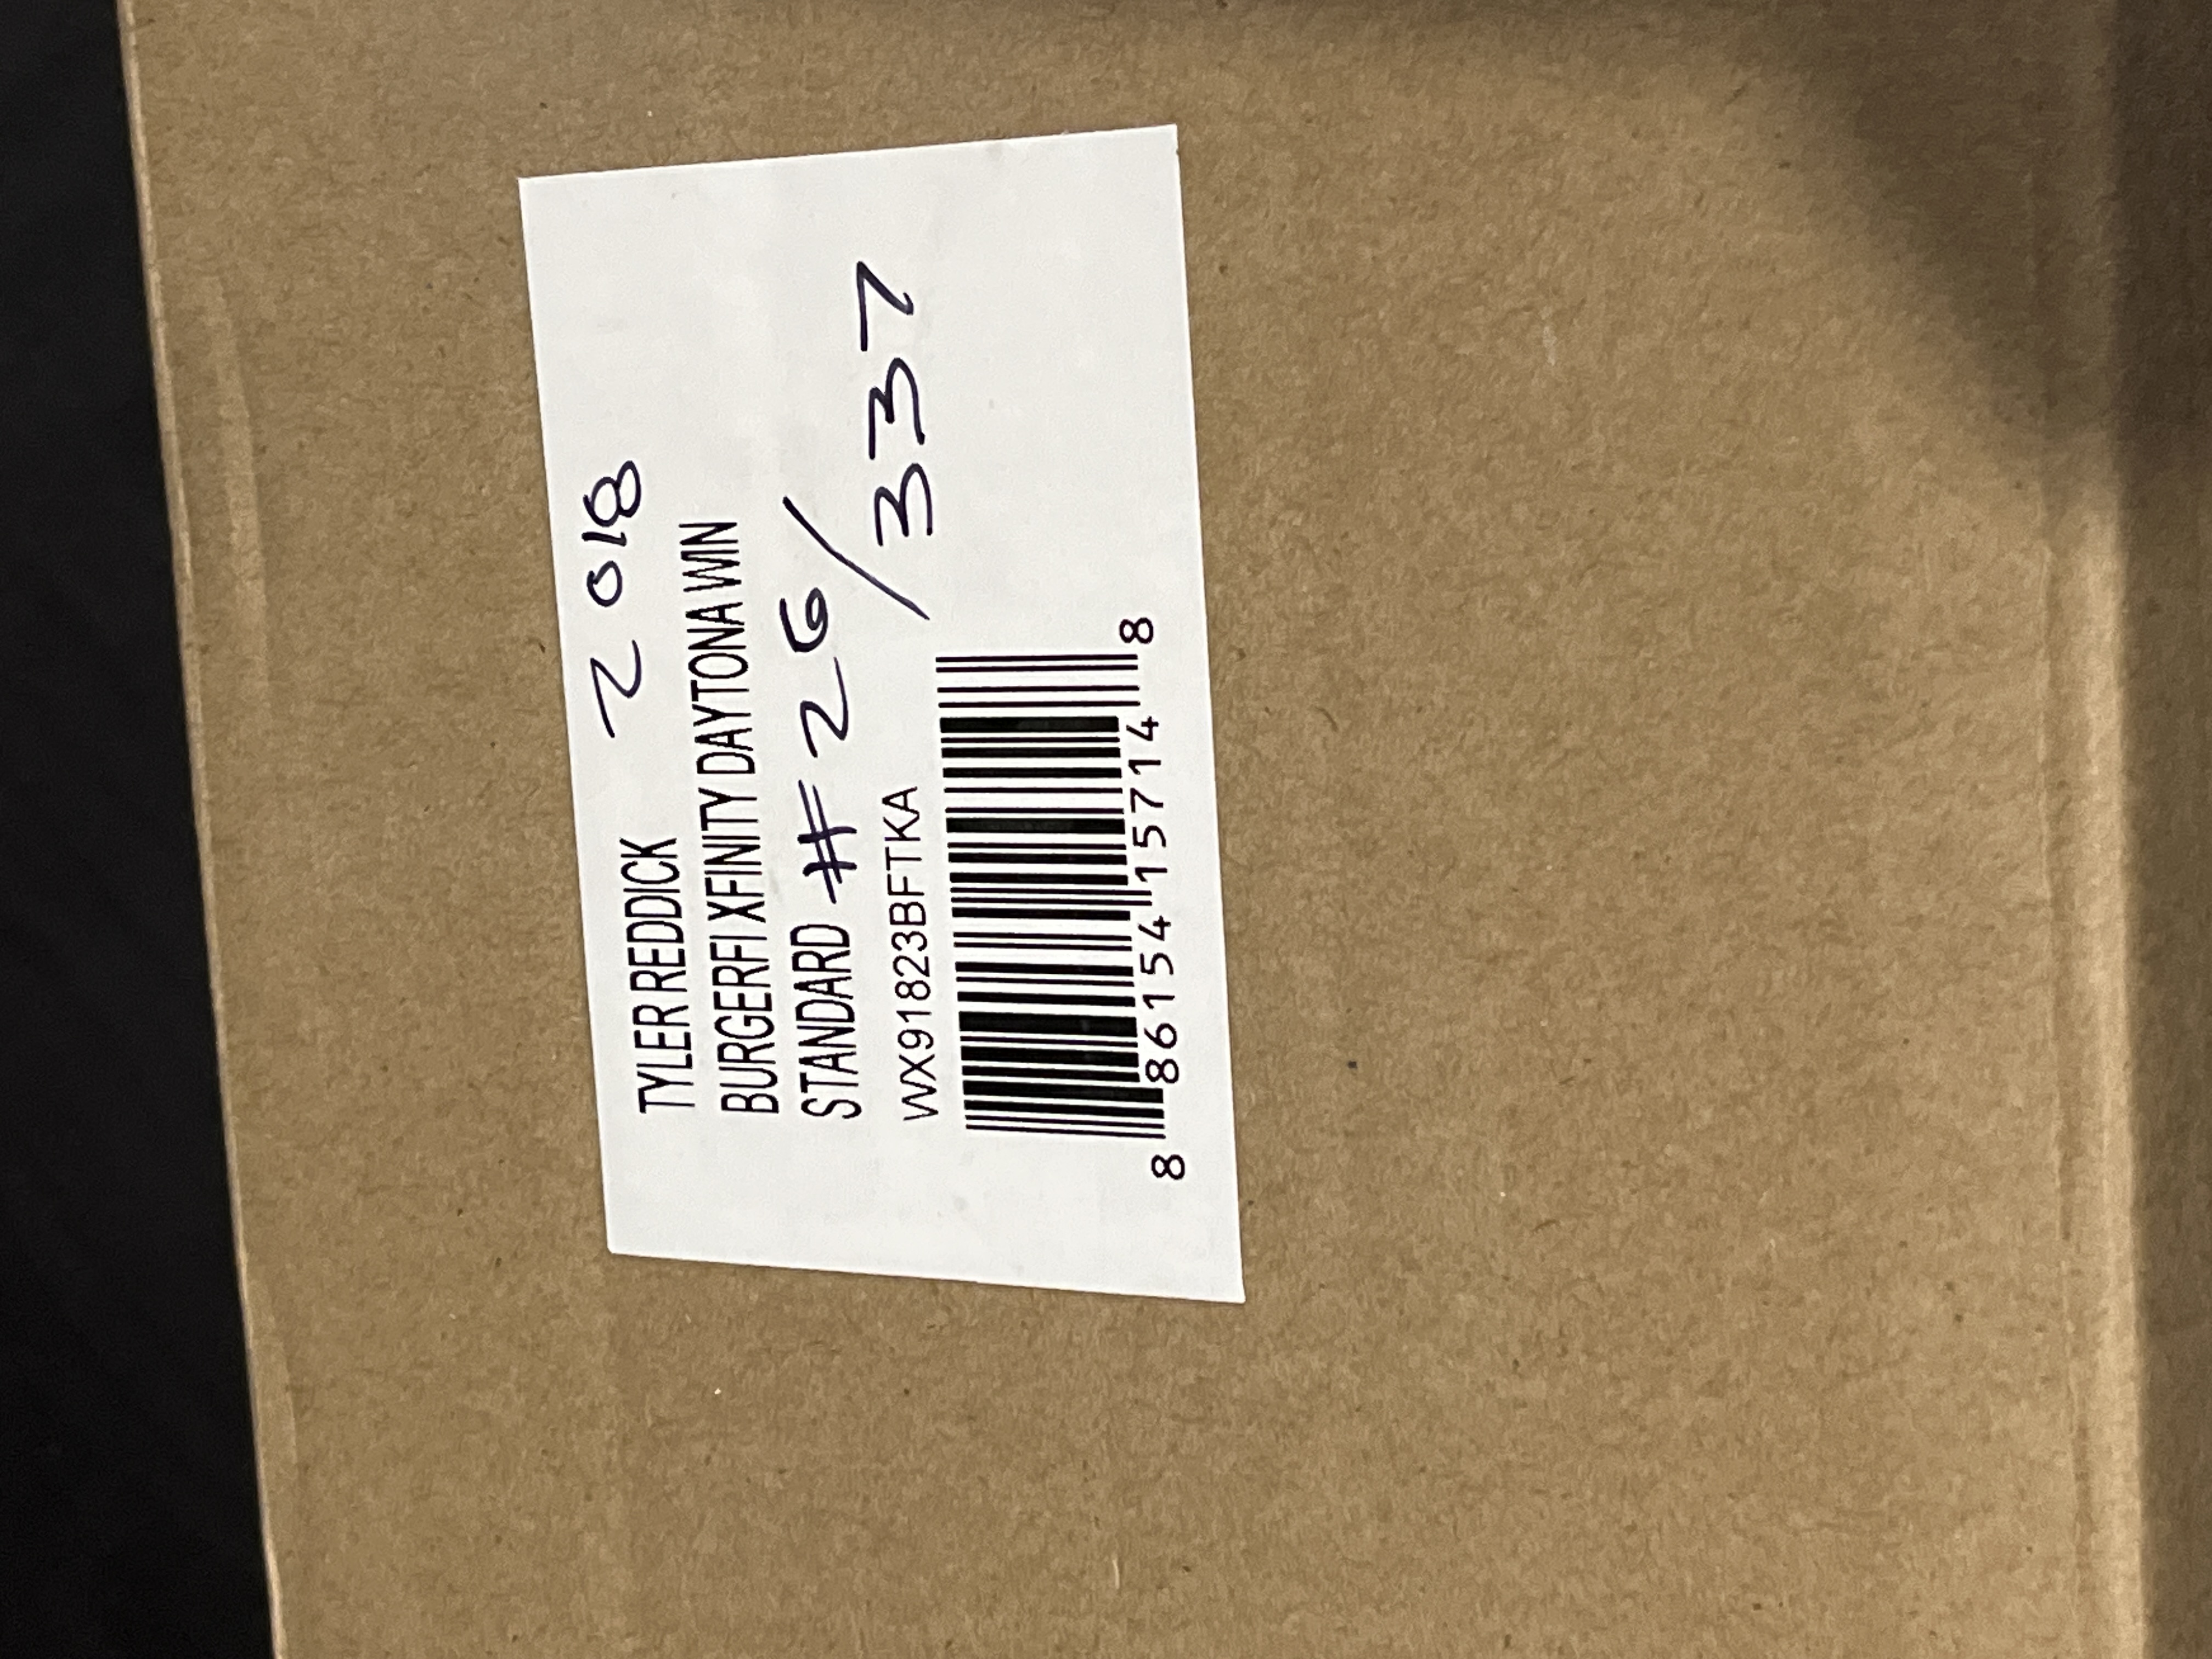 TYLER REDDICK 2018
BURGERFI XFINITY DAYTONA WIN
STANDARD #26/337
WX91823BFTKA
8 86154 15714 8